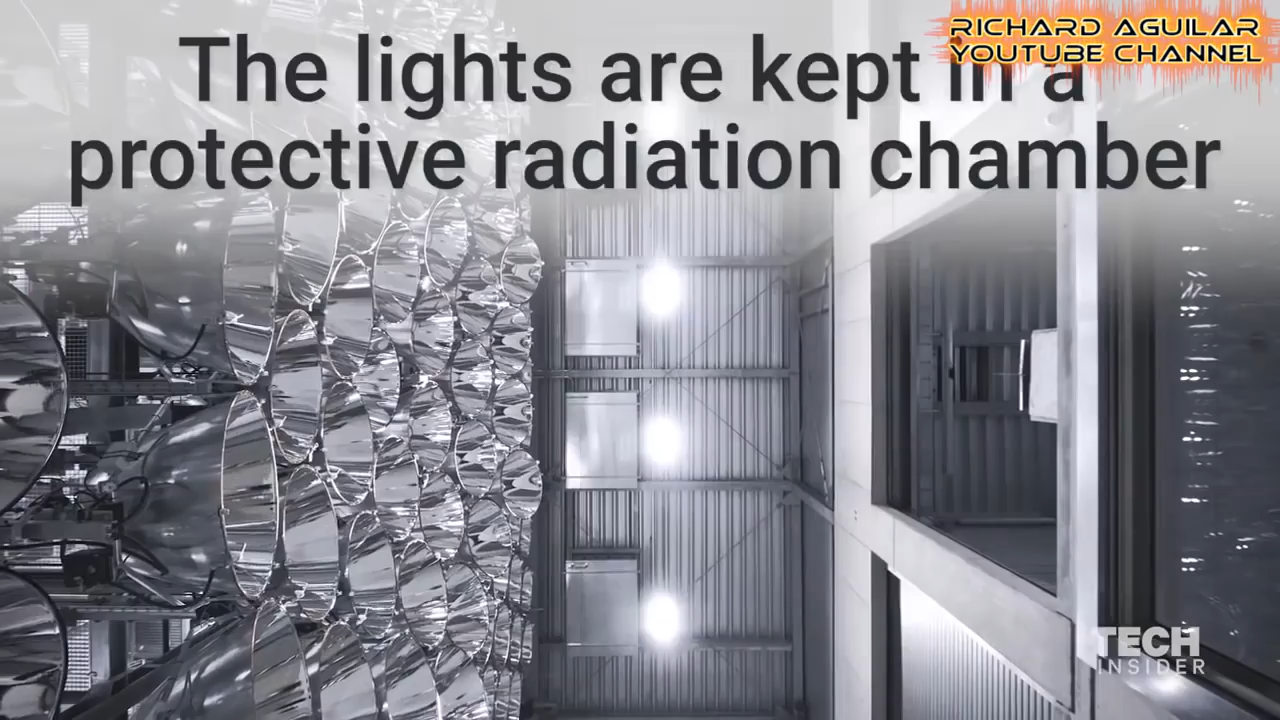 RICHARD AGUILAR
YOUTUBE CHANNEL
The lights are kept in a
protective radiation chamber
TECH
INSIDER